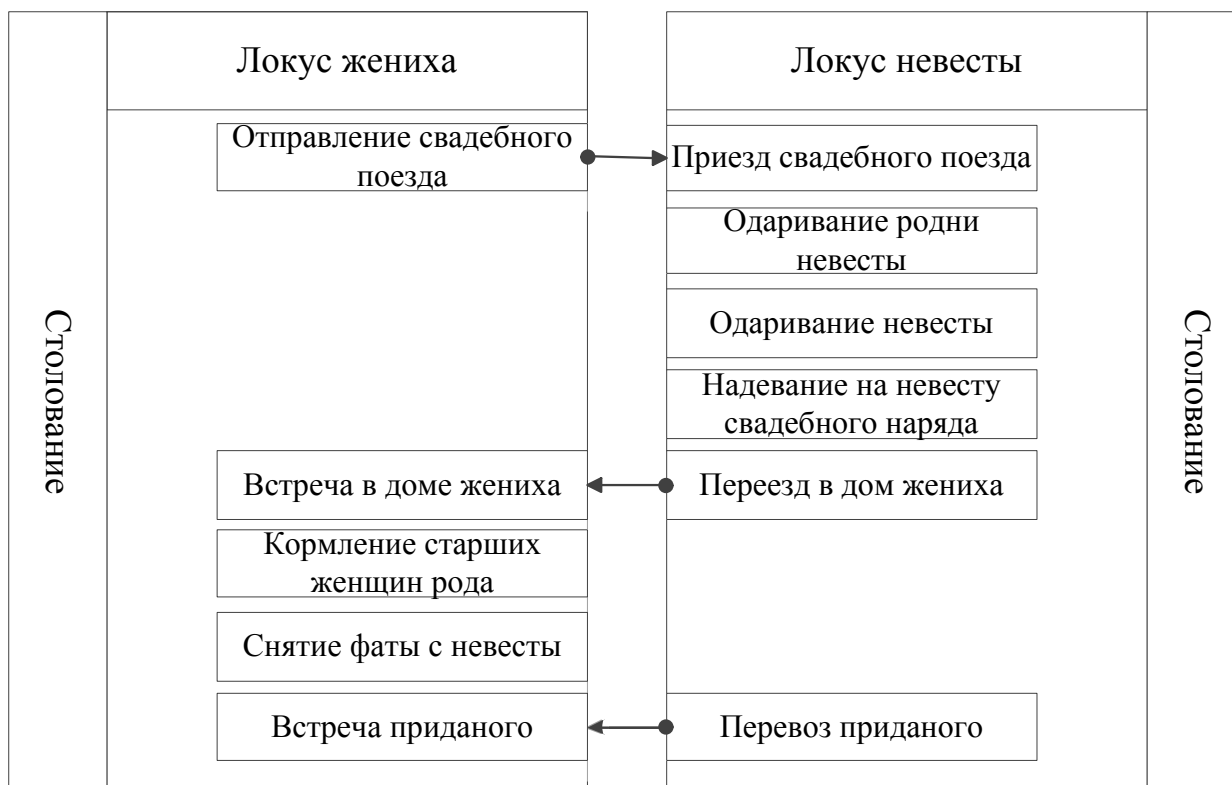 Столование
Локус жениха
Локус невесты
Столование
Отправление свадебного
поезда
Приезд свадебного поезда
Одаривание родни
невесты
Одаривание невесты
Надевание на невесту
свадебного наряда
Встреча в доме жениха
Переезд в дом жениха
Кормление старших
женщин рода
Снятие фаты с невесты
Встреча приданого
Перевоз приданого